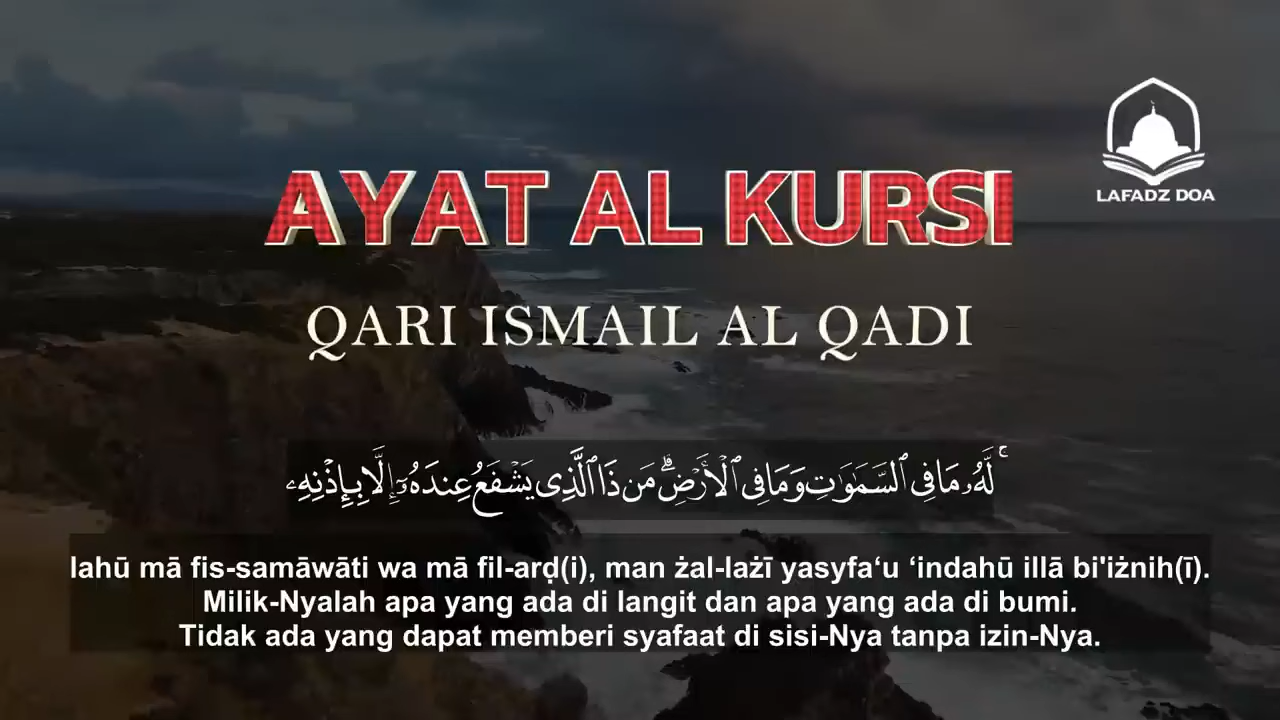 LAFADZ DOA
AYAT AL KURSI
QARI ISMAIL AL QADI
لَّهُۥ مَا فِى ٱلسَّمَـٰوَٰتِ وَمَا فِى ٱلْأَرْضِ ۗ مَن ذَا ٱلَّذِى يَشْفَعُ عِندَهُۥٓ إِلَّا بِإِذْنِهِۦ ۚ
lahū mā fis-samāwāti wa mā fil-arḍ(i), man żal-lażī yasyfa‘u ‘indahū illā bi'iżnih(ī).
Milik-Nyalah apa yang ada di langit dan apa yang ada di bumi.
Tidak ada yang dapat memberi syafaat di sisi-Nya tanpa izin-Nya.